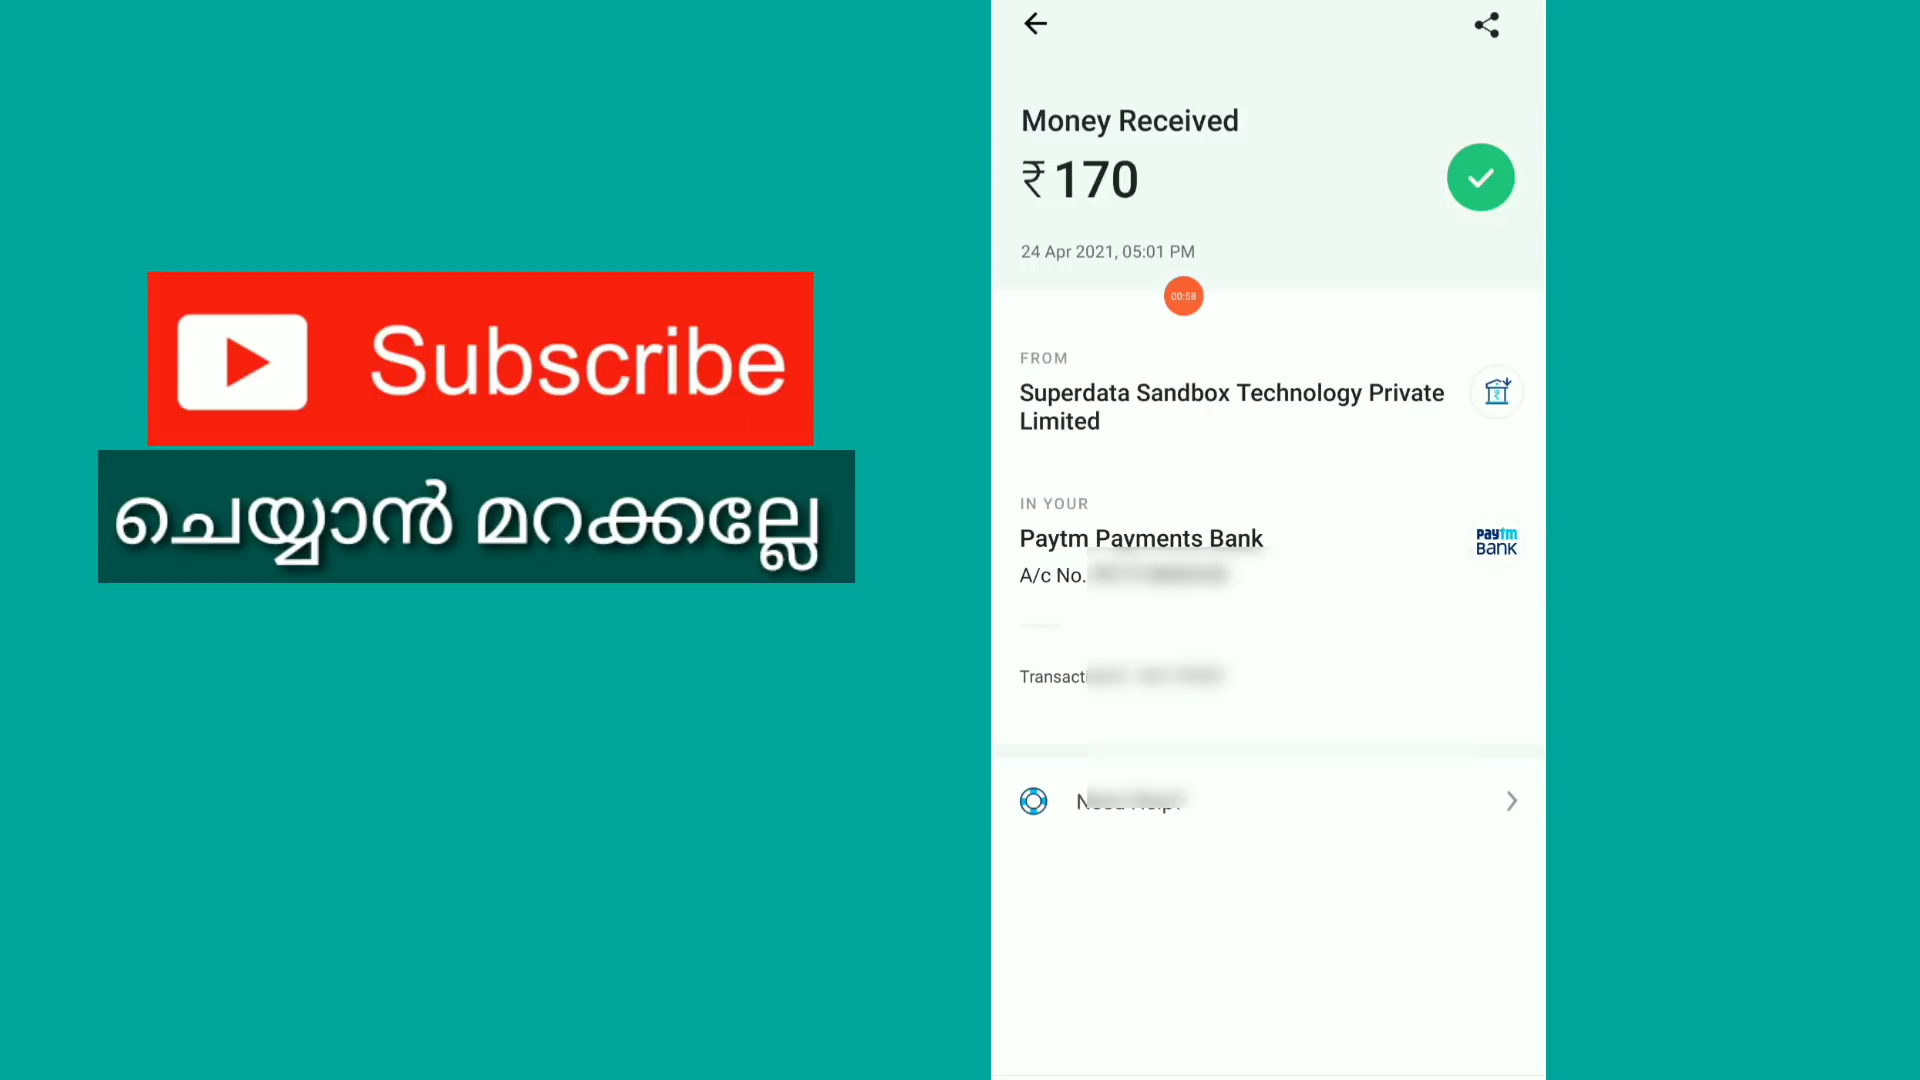 Subscribe
ചെയ്യാൻ മറക്കല്ലേ
Money Received
₹170
24 Apr 2021, 05:01 PM
00:58
FROM
Superdata Sandbox Technology Private
Limited
IN YOUR
Paytm Payments Bank
Paytm
BANK
A/c No.